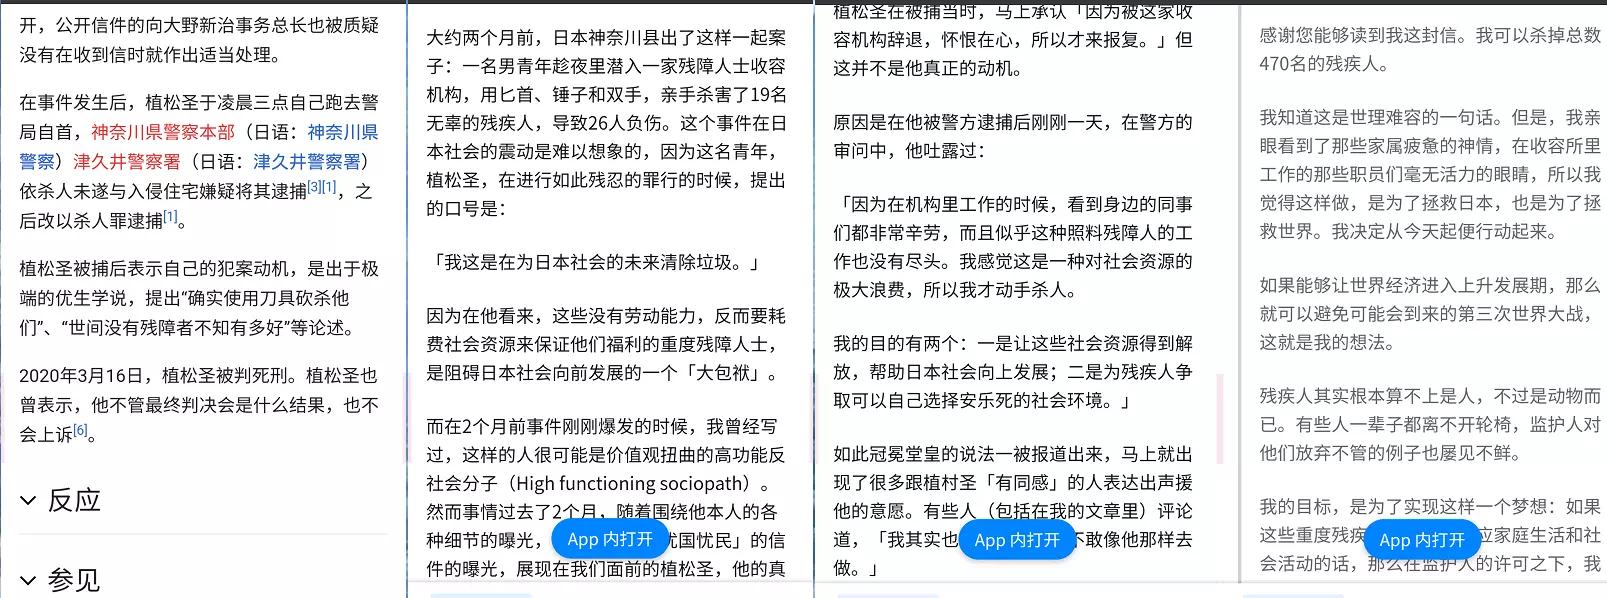 开，公开信件的向大野新治事务总长也被质疑
没有在收到信时就作出适当处理。
在事件发生后，植松圣于凌晨三点自己跑去警
局自首，神奈川県警察本部（日语：神奈川県
警察）津久井警察署（日语：津久井警察署）
依杀人未遂与入侵住宅嫌疑将其逮捕[3][1]，之
后改以杀人罪逮捕[1]。
植松圣被捕后表示自己的犯案动机，是出于极
端的优生学说，提出“确实使用刀具砍杀他
们”、“世间没有残障者不知有多好”等论述。
2020年3月16日，植松圣被判死刑。植松圣也
曾表示，他不管最终判决会是什么结果，也不
会上诉[6]。
反应
参见
大约两个月前，日本神奈川县出了这样一起案
子：一名男青年趁夜里潜入一家残障人士收容
机构，用匕首、锤子和双手，亲手杀害了19名
无辜的残疾人，导致26人负伤。这个事件在日
本社会的震动是难以想象的，因为这名青年，
植松圣，在进行如此残忍的罪行的时候，提出
的口号是：
「我这是在为日本社会的未来清除垃圾。」
因为在他看来，这些没有劳动能力，反而要耗
费社会资源来保证他们福利的重度残障人士，
是阻碍日本社会向前发展的一个「大包袱」。
而在2个月前事件刚刚爆发的时候，我曾经写
过，这样的人很可能是价值观扭曲的高功能反
社会分子（High functioning sociopath）。
然而事情过去了2个月，随着围绕他本人的各
种细节的曝光，忧国忧民」的信
件的曝光，展现在我们面前的植松圣，他的真
App 内打开
植松圣在被捕当时，马上承认「因为被这家收
容机构辞退，怀恨在心，所以才来报复。」但
这并不是他真正的动机。
原因是在他被警方逮捕后刚刚一天，在警方的
审问中，他吐露过：
「因为在机构里工作的时候，看到身边的同事
们都非常辛劳，而且似乎这种照料残障人的工
作也没有尽头。我感觉这是一种对社会资源的
极大浪费，所以我才动手杀人。
我的目的有两个：一是让这些社会资源得到解
放，帮助日本社会向上发展；二是为残疾人争
取可以自己选择安乐死的社会环境。」
如此冠冕堂皇的说法一被报道出来，马上就出
现了很多跟植村圣「有同感」的人表达出声援
他的意愿。有些人（包括在我的文章里）评论
道，「我其实也不敢像他那样去
做。」
App 内打开
感谢您能够读到我这封信。我可以杀掉总数
470名的残疾人。
我知道这是世理难容的一句话。但是，我亲
眼看到了那些家属疲惫的神情，在收容所里
工作的那些职员们毫无活力的眼睛，所以我
觉得这样做，是为了拯救日本，也是为了拯
救世界。我决定从今天起便行动起来。
如果能够让世界经济进入上升发展期，那么
就可以避免可能会到来的第三次世界大战，
这就是我的想法。
残疾人其实根本算不上是人，不过是动物而
已。有些人一辈子都离不开轮椅，监护人对
他们放弃不管的例子也屡见不鲜。
我的目标，是为了实现这样一个梦想：如果
这些重度残疾应家庭生活和社
会活动的话，那么在监护人的许可之下，我
App 内打开